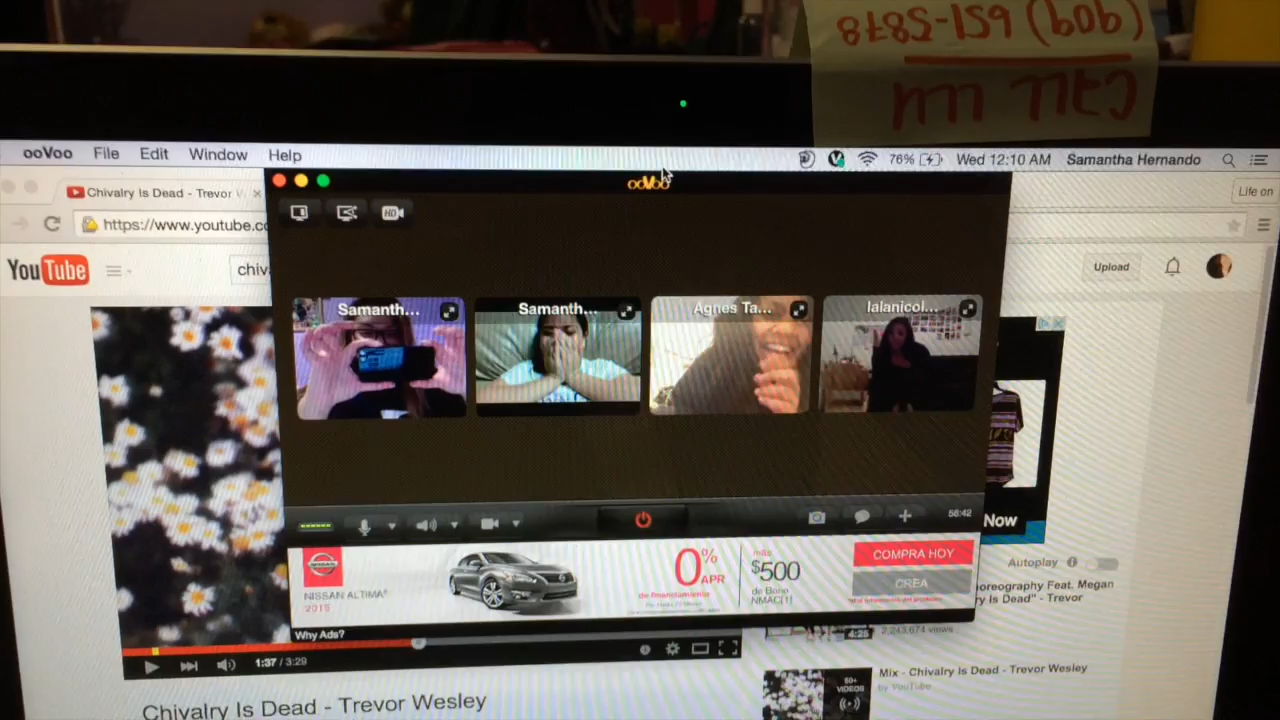 CALL ME
(909) 651-5878
ooVoo File Edit Window Help
76% Wed 12:10 AM Samantha Hernando
Chivalry Is Dead - Trevor W
Life on
https://www.youtube.co
ooVoo
HD
YouTube
chiv
Upload
Samanth...
Samanth...
Agnes Ta...
lalanicol...
56:42
Now
NISSAN ALTIMA®
2015
0% APR
de financiamiento
más
$500
de Bono
NMAC[1]
COMPRA HOY
CREA
Why Ads?
Autoplay
oreography Feat. Megan
y Is Dead" - Trevor
2,243,674 views
4:25
1:37 / 3:29
50+
VIDEOS
Mix - Chivalry Is Dead - Trevor Wesley
by YouTube
Chivalry Is Dead - Trevor Wesley